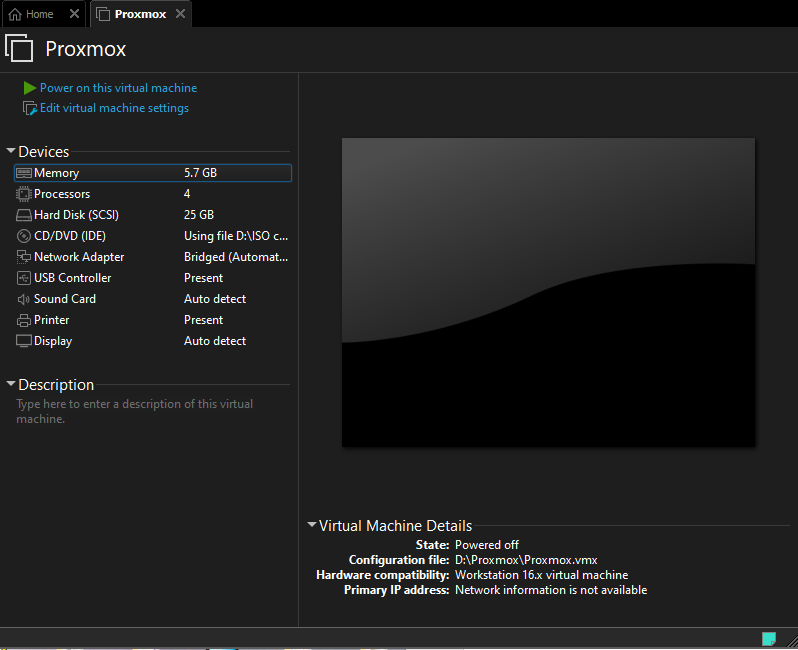 Home
Proxmox
Proxmox
Power on this virtual machine
Edit virtual machine settings
Devices
Memory 5.7 GB
Processors 4
Hard Disk (SCSI) 25 GB
CD/DVD (IDE) Using file D:\ISO c...
Network Adapter Bridged (Automat...
USB Controller Present
Sound Card Auto detect
Printer Present
Display Auto detect
Description
Type here to enter a description of this virtual
machine.
Virtual Machine Details
State: Powered off
Configuration file: D:\Proxmox\Proxmox.vmx
Hardware compatibility: Workstation 16.x virtual machine
Primary IP address: Network information is not available